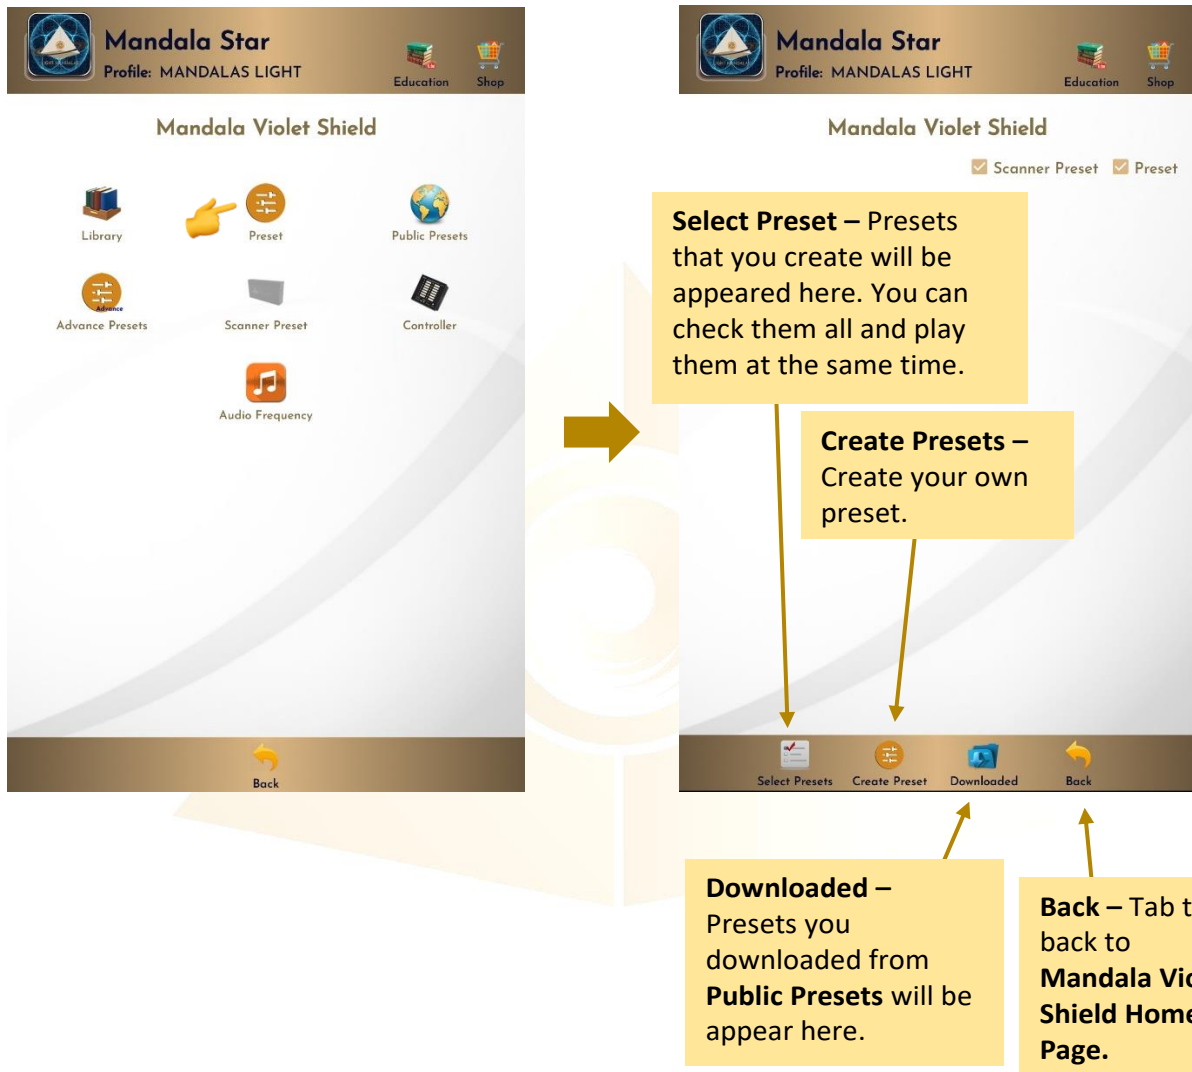 Mandala Star
Profile: MANDALAS LIGHT
Education
Shop
Mandala Violet Shield
Library
Preset
Public Presets
Advance
Advance Presets
Scanner Preset
Controller
Audio Frequency
Back
Mandala Star
Profile: MANDALAS LIGHT
Education
Shop
Mandala Violet Shield
Scanner Preset
Preset
Select Preset – Presets
that you create will be
appeared here. You can
check them all and play
them at the same time.
Create Presets –
Create your own
preset.
Select Presets
Create Preset
Downloaded
Back
Downloaded –
Presets you
downloaded from
Public Presets will be
appear here.
Back – Tab t
back to
Mandala Vio
Shield Home
Page.